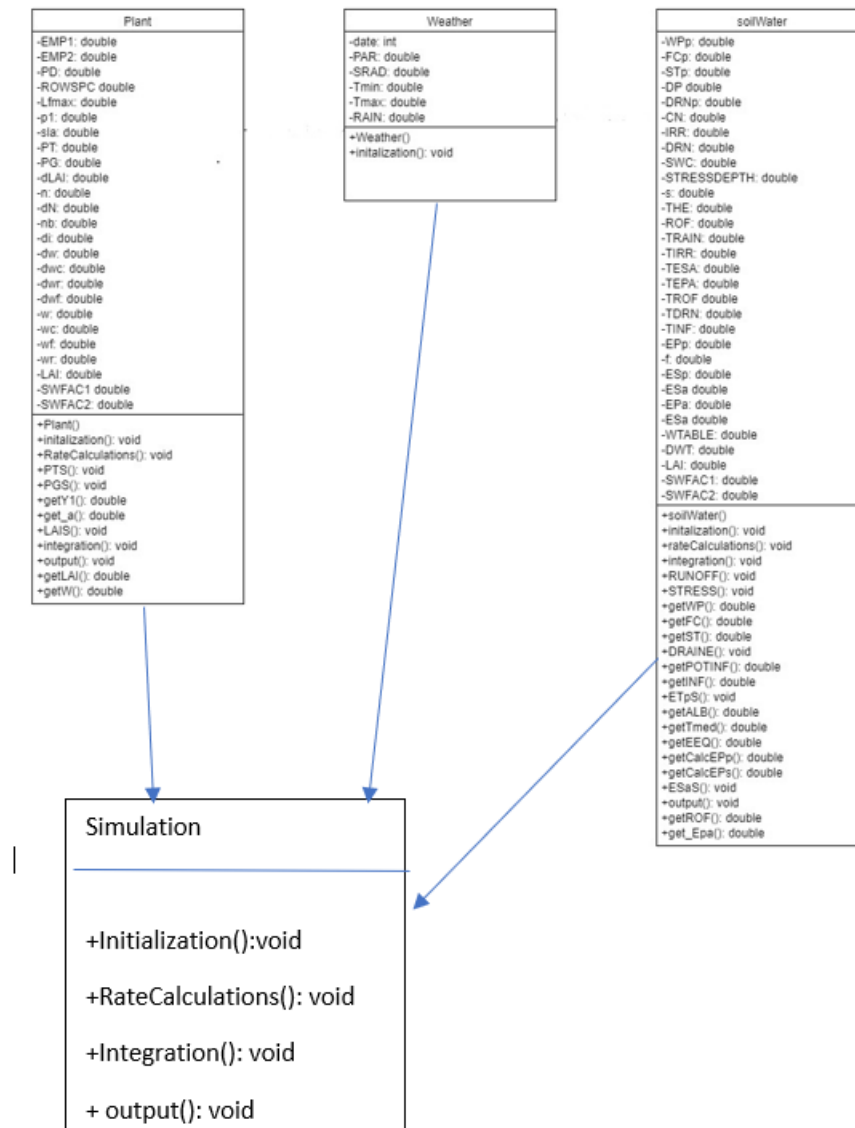 Plant
-EMP1: double
-EMP2: double
-PD: double
-ROWSPC double
-Lfmax: double
-p1: double
-sla: double
-PT: double
-PG: double
-dLAI: double
-n: double
-dN: double
-nb: double
-di: double
-dw: double
-dwc: double
-dwr: double
-dwf: double
-w: double
-wc: double
-wf: double
-wr: double
-LAI: double
-SWFAC1 double
-SWFAC2: double
+Plant()
+initalization(): void
+RateCalculations(): void
+PTS(): void
+PGS(): void
+getY1(): double
+get_a(): double
+LAIS(): void
+integration(): void
+output(): void
+getLAI(): double
+getW(): double
Weather
-date: int
-PAR: double
-SRAD: double
-Tmin: double
-Tmax: double
-RAIN: double
+Weather()
+initalization(): void
soilWater
-WPp: double
-FCp: double
-STp: double
-DP double
-DRNp: double
-CN: double
-IRR: double
-DRN: double
-SWC: double
-STRESSDEPTH: double
-s: double
-THE: double
-ROF: double
-TRAIN: double
-TIRR: double
-TESA: double
-TEPA: double
-TROF double
-TDRN: double
-TINF: double
-EPp: double
-f: double
-ESp: double
-ESa double
-EPa: double
-ESa double
-WTABLE: double
-DWT: double
-LAI: double
-SWFAC1: double
-SWFAC2: double
+soilWater()
+initalization(): void
+rateCalculations(): void
+integration(): void
+RUNOFF(): void
+STRESS(): void
+getWP(): double
+getFC(): double
+getST(): double
+DRAINE(): void
+getPOTINF(): double
+getINF(): double
+ETpS(): void
+getALB(): double
+getTmed(): double
+getEEQ(): double
+getCalcEPp(): double
+getCalcEPs(): double
+ESaS(): void
+output(): void
+getROF(): double
+get_Epa(): double
Simulation
+Initialization():void
+RateCalculations(): void
+Integration(): void
+ output(): void